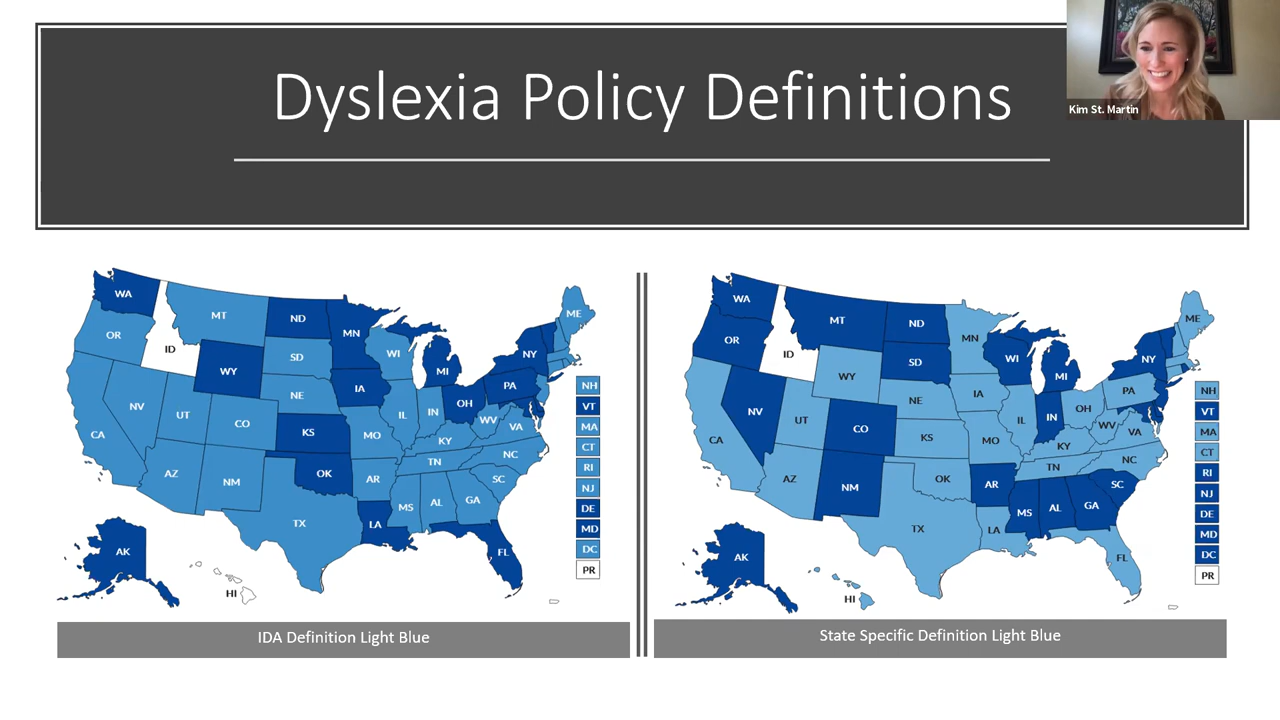 Dyslexia Policy Definitions
Kim St. Martin
WA
MT
ND
MN
ME
OR
ID
SD
WI
NY
WY
MI
IA
PA
NE
OH
NV
UT
IL
IN
WV
CO
KS
MO
KY
VA
CA
TN
NC
AZ
NM
OK
AR
SC
MS
AL
GA
TX
LA
AK
FL
HI
NH
VT
MA
CT
RI
NJ
DE
MD
DC
PR
IDA Definition Light Blue
WA
MT
ND
MN
ME
OR
ID
SD
WI
NY
WY
MI
IA
PA
NE
OH
NV
UT
IL
IN
WV
CO
KS
MO
KY
VA
CA
TN
NC
AZ
NM
OK
AR
SC
MS
AL
GA
TX
LA
AK
FL
HI
NH
VT
MA
CT
RI
NJ
DE
MD
DC
PR
State Specific Definition Light Blue